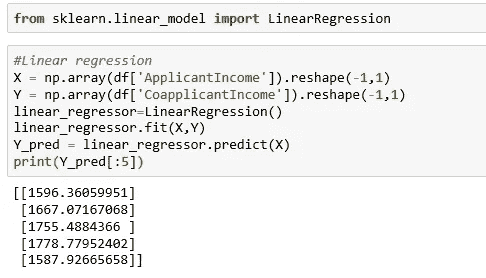 from sklearn.linear_model import LinearRegression
#Linear regression
X = np.array(df['ApplicantIncome']).reshape(-1,1)
Y = np.array(df['CoapplicantIncome']).reshape(-1,1)
linear_regressor=LinearRegression()
linear_regressor.fit(X,Y)
Y_pred = linear_regressor.predict(X)
print(Y_pred[:5])
[[1596.36059951]
 [1667.07167068]
 [1755.4884366 ]
 [1778.77952402]
 [1587.92665658]]